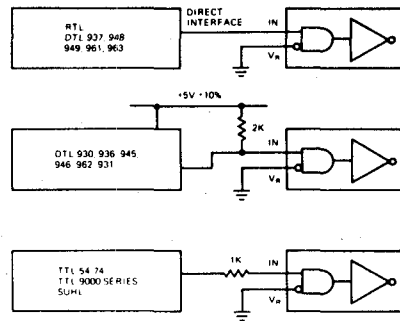 DIRECT
INTERFACE
RTL
DTL 937, 948
949, 961, 963
IN
VR
+5V +10%
2K
DTL 930, 936 945,
946 962 931
IN
VR
TTL 54 74
TTL 9000 SERIES
SUHL
1K
IN
VR